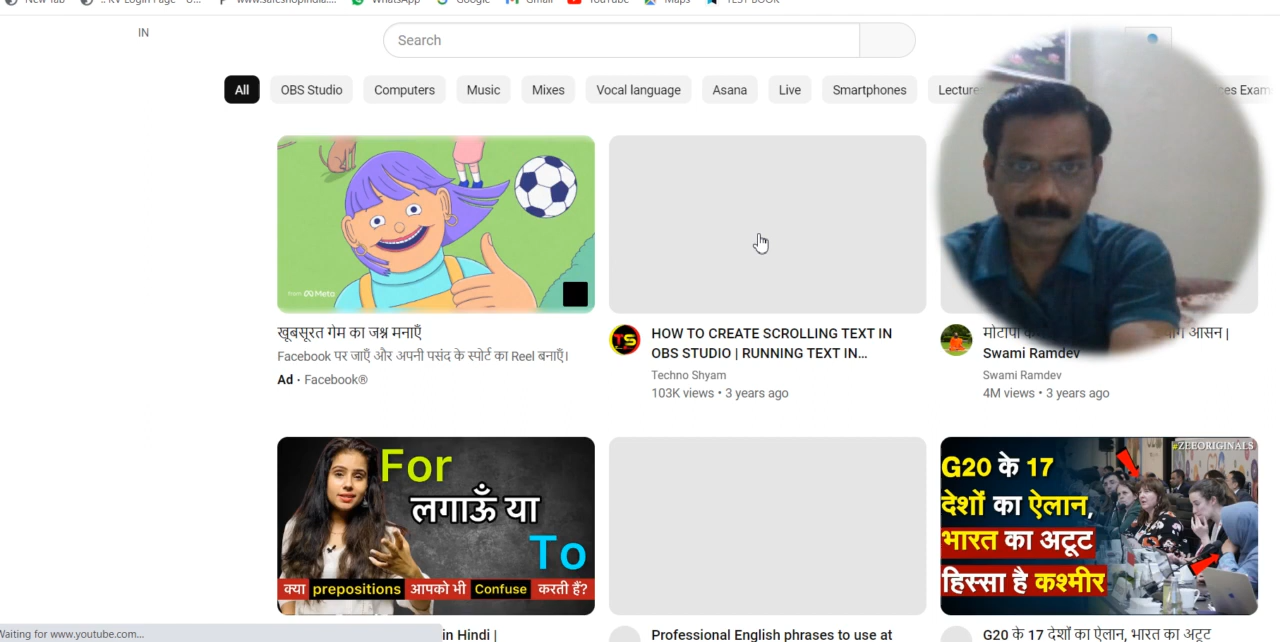 New Tab
www.safeshopindia....
WhatsApp
Google
Gmail
YouTube
Maps
TEST BOOK
IN
Search
All
OBS Studio
Computers
Music
Mixes
Vocal language
Asana
Live
Smartphones
from Meta
खूबसूरत गेम का जश्न मनाएँ
Facebook पर जाएँ और अपनी पसंद के स्पोर्ट का Reel बनाएँ।
Ad · Facebook®
TS
HOW TO CREATE SCROLLING TEXT IN
OBS STUDIO | RUNNING TEXT IN...
Techno Shyam
103K views • 3 years ago
मोटापा
आसन |
Swami Ramdev
Swami Ramdev
4M views • 3 years ago
For
लगाऊँ या
To
क्या prepositions आपको भी Confuse करती हैं?
#ZEEORIGINALS
G20 के 17
देशों का ऐलान,
भारत का अटूट
हिस्सा है कश्मीर
Waiting for www.youtube.com...
in Hindi |
Professional English phrases to use at
G20 के 17 देशों का ऐलान, भारत का अटूट